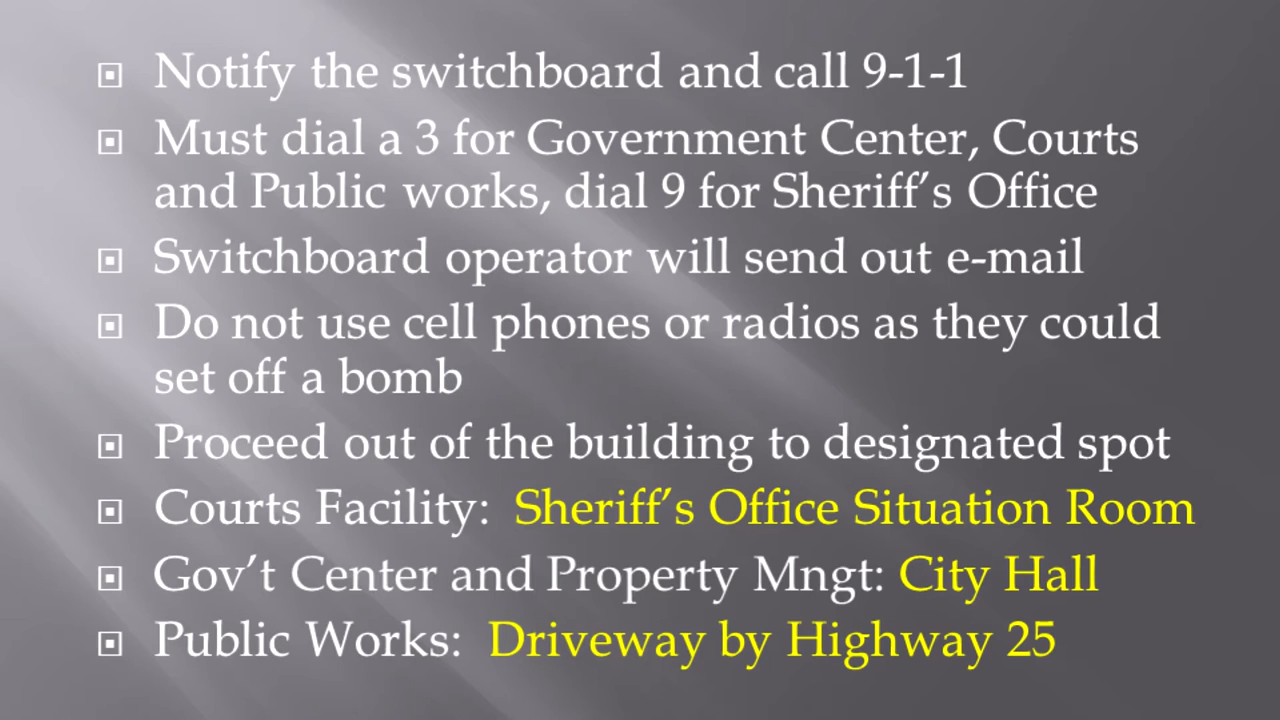 Notify the switchboard and call 9-1-1
Must dial a 3 for Government Center, Courts
and Public works, dial 9 for Sheriff’s Office
Switchboard operator will send out e-mail
Do not use cell phones or radios as they could
set off a bomb
Proceed out of the building to designated spot
Courts Facility: Sheriff’s Office Situation Room
Gov’t Center and Property Mngt: City Hall
Public Works: Driveway by Highway 25